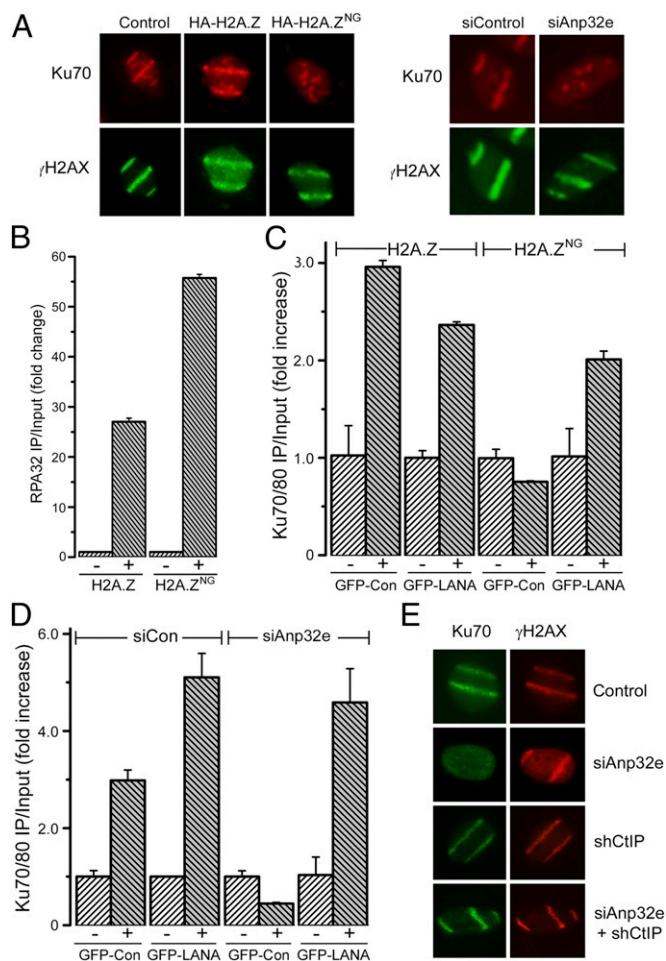 A
Control HA-H2A.Z HA-H2A.Z^NG
siControl siAnp32e
Ku70
Ku70
γH2AX
γH2AX
B
RPA32 IP/Input (fold change)
60
50
40
30
20
10
0
- + - +
H2A.Z H2A.Z^NG
C
Ku70/80 IP/Input (fold increase)
H2A.Z H2A.Z^NG
3.0
2.0
1.0
0
- + - + - + - +
GFP-Con GFP-LANA GFP-Con GFP-LANA
D
Ku70/80 IP/Input (fold increase)
siCon siAnp32e
6.0
4.0
2.0
0
- + - + - + - +
GFP-Con GFP-LANA GFP-Con GFP-LANA
E
Ku70 γH2AX
Control
siAnp32e
shCtIP
siAnp32e
+ shCtIP